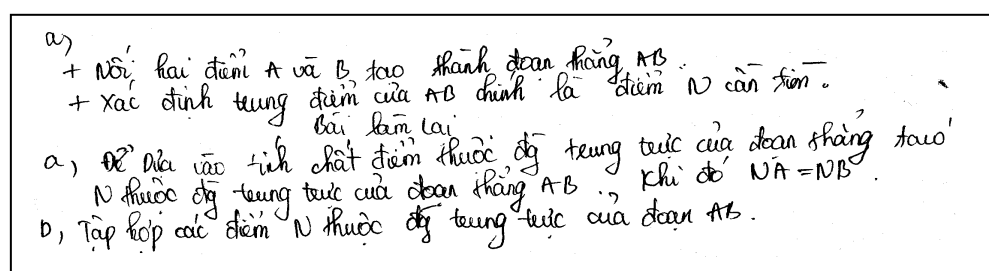 a)
+ Nối hai điểm A và B tạo thành đoạn thẳng AB.
+ Xác định trung điểm của AB chính là điểm N cần tìm.
Bài làm lại
a, Để Dựa vào tính chất điểm thuộc đg trung trực của đoạn thẳng ta có
N thuộc đg trung trực của đoạn thẳng AB., khi đó NA = NB.
b, Tập hợp các điểm N thuộc đg trung trực của đoạn AB.